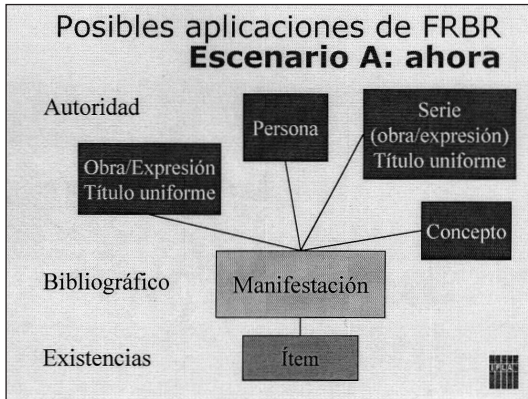 Posibles aplicaciones de FRBR
Escenario A: ahora
Autoridad
Persona
Serie
(obra/expresión)
Título uniforme
Obra/Expresión
Título uniforme
Concepto
Bibliográfico
Manifestación
Existencias
Ítem
IFLA